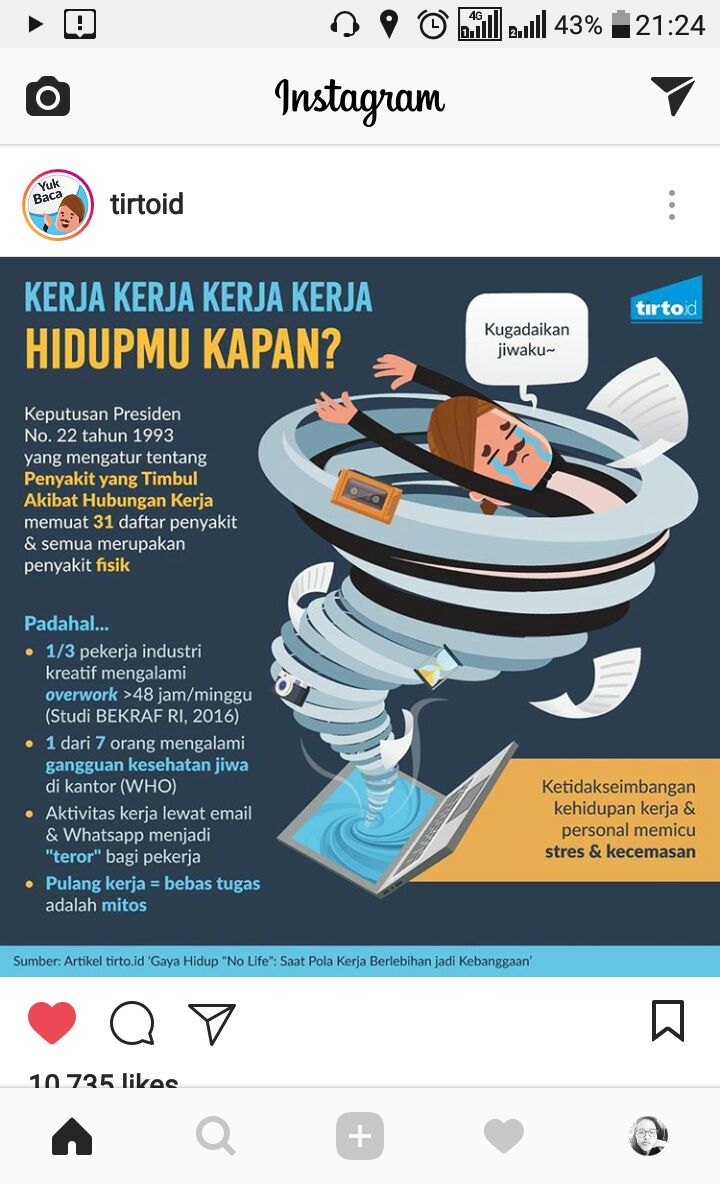 4G
1
2
43%
21:24
Instagram
Yuk
Baca
tirtoid
KERJA KERJA KERJA KERJA
HIDUPMU KAPAN?
Kugadaikan
jiwaku~
tirto.id
Keputusan Presiden
No. 22 tahun 1993
yang mengatur tentang
Penyakit yang Timbul
Akibat Hubungan Kerja
memuat 31 daftar penyakit
& semua merupakan
penyakit fisik
Padahal...
• 1/3 pekerja industri
kreatif mengalami
overwork >48 jam/minggu
(Studi BEKRAF RI, 2016)
• 1 dari 7 orang mengalami
gangguan kesehatan jiwa
di kantor (WHO)
• Aktivitas kerja lewat email
& Whatsapp menjadi
"teror" bagi pekerja
• Pulang kerja = bebas tugas
adalah mitos
Ketidakseimbangan
kehidupan kerja &
personal memicu
stres & kecemasan
Sumber: Artikel tirto.id 'Gaya Hidup "No Life": Saat Pola Kerja Berlebihan jadi Kebanggaan'
10.735 likes